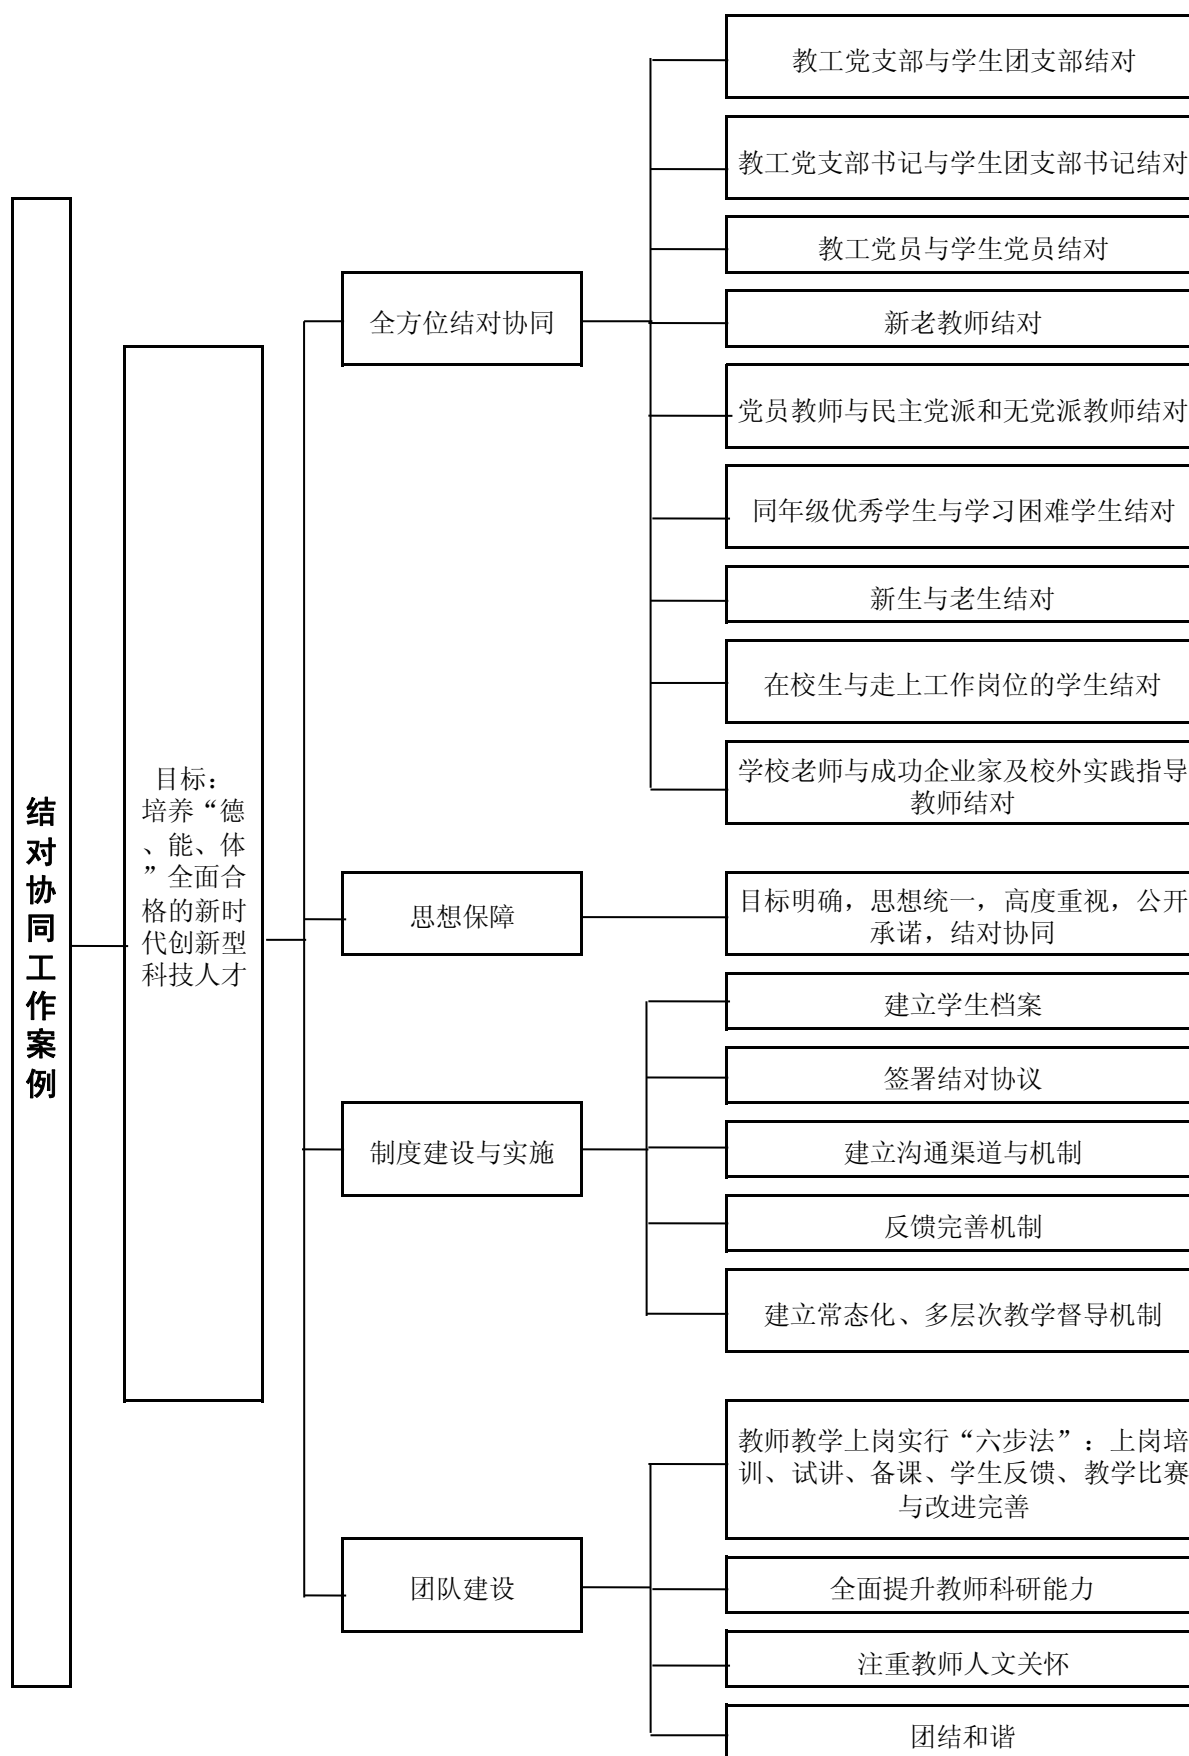 结对协同工作案例
目标：
培养“德
、能、体
”全面合
格的新时
代创新型
科技人才
全方位结对协同
教工党支部与学生团支部结对
教工党支部书记与学生团支部书记结对
教工党员与学生党员结对
新老教师结对
党员教师与民主党派和无党派教师结对
同年级优秀学生与学习困难学生结对
新生与老生结对
在校生与走上工作岗位的学生结对
学校老师与成功企业家及校外实践指导
教师结对
思想保障
目标明确，思想统一，高度重视，公开
承诺，结对协同
制度建设与实施
建立学生档案
签署结对协议
建立沟通渠道与机制
反馈完善机制
建立常态化、多层次教学督导机制
团队建设
教师教学上岗实行“六步法”：上岗培
训、试讲、备课、学生反馈、教学比赛
与改进完善
全面提升教师科研能力
注重教师人文关怀
团结和谐